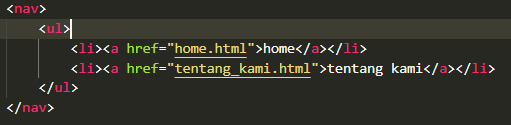 <nav>
<ul>
<li><a href="home.html">home</a></li>
<li><a href="tentang_kami.html">tentang kami</a></li>
</ul>
</nav>